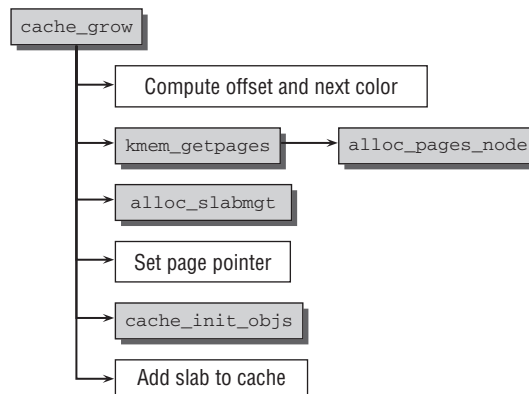 cache_grow
Compute offset and next color
kmem_getpages
alloc_pages_node
alloc_slabmgt
Set page pointer
cache_init_objs
Add slab to cache